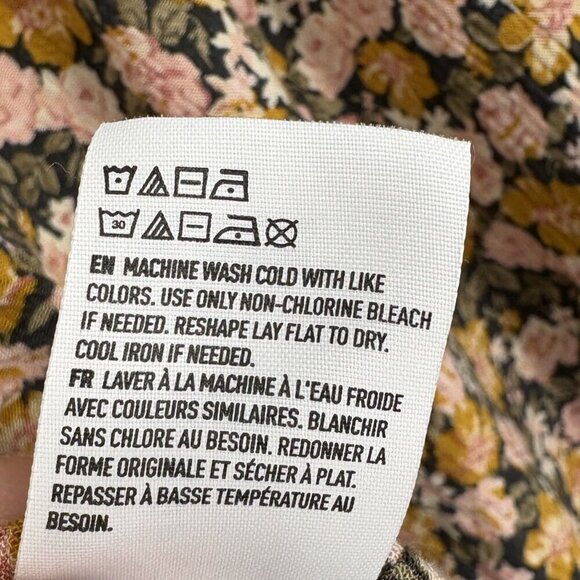 30
EN MACHINE WASH COLD WITH LIKE
COLORS. USE ONLY NON-CHLORINE BLEACH
IF NEEDED. RESHAPE LAY FLAT TO DRY.
COOL IRON IF NEEDED.
FR LAVER À LA MACHINE À L'EAU FROIDE
AVEC COULEURS SIMILAIRES. BLANCHIR
SANS CHLORE AU BESOIN. REDONNER LA
FORME ORIGINALE ET SÉCHER À PLAT.
REPASSER À BASSE TEMPÉRATURE AU
BESOIN.